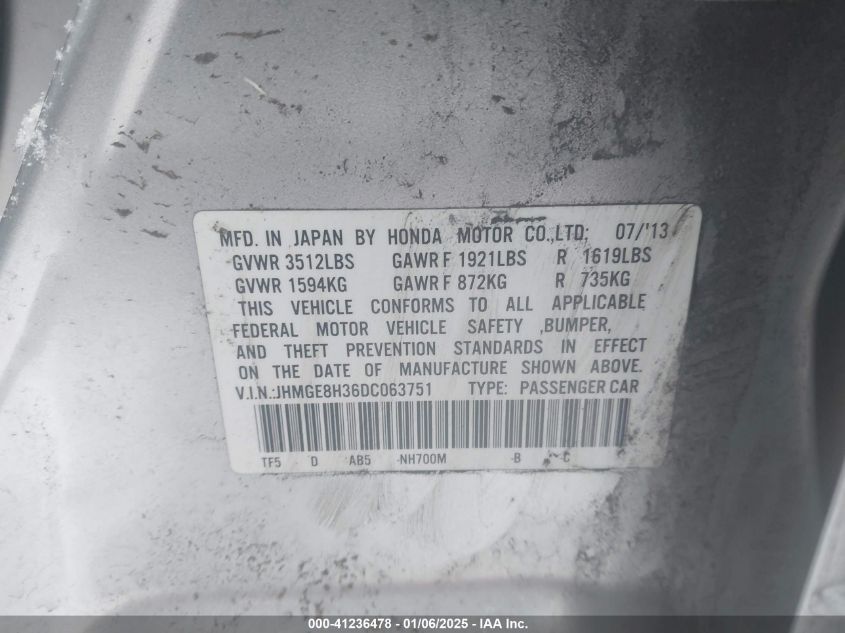 MFD. IN JAPAN BY HONDA MOTOR CO.,LTD; 07/'13
GVWR 3512LBS GAWR F 1921LBS R 1619LBS
GVWR 1594KG GAWR F 872KG R 735KG
THIS VEHICLE CONFORMS TO ALL APPLICABLE
FEDERAL MOTOR VEHICLE SAFETY ,BUMPER,
AND THEFT PREVENTION STANDARDS IN EFFECT
ON THE DATE OF MANUFACTURE SHOWN ABOVE.
V.I.N.:JHMGE8H36DC063751 TYPE: PASSENGER CAR
TF5 D AB5 -NH700M -B - C
000-41236478 - 01/06/2025 - IAA Inc.